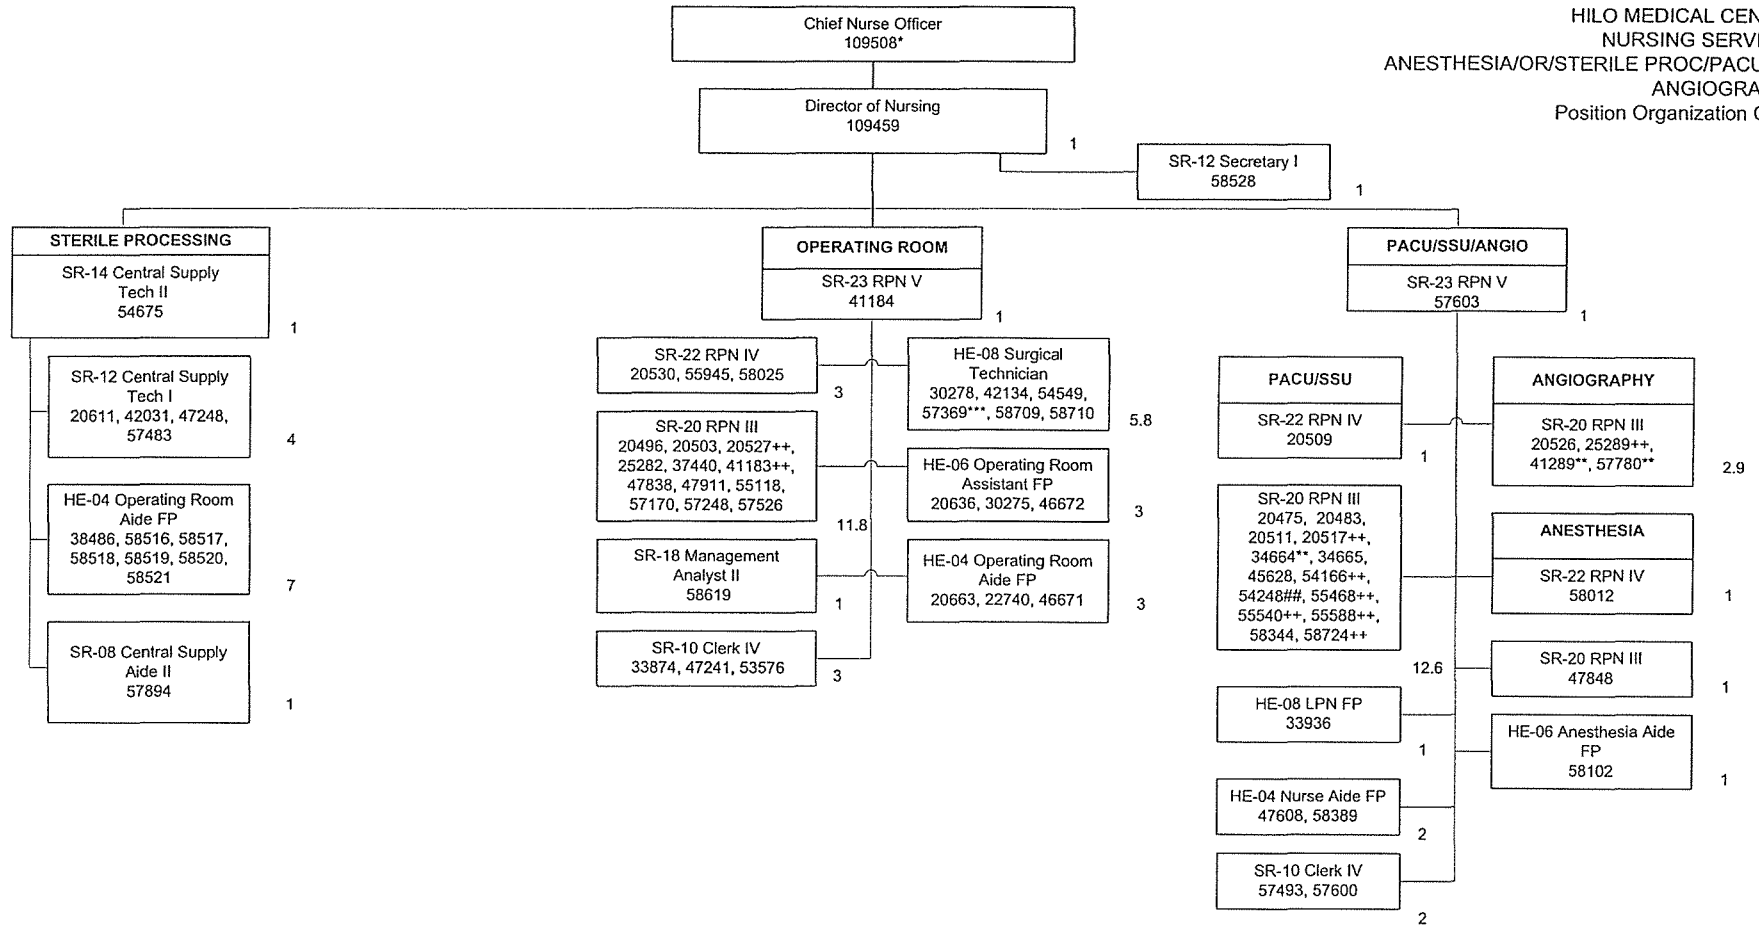 HILO MEDICAL CEN
NURSING SERVI
ANESTHESIA/OR/STERILE PROC/PACU
ANGIOGRA
Position Organization
Chief Nurse Officer
109508*
Director of Nursing
109459
1
SR-12 Secretary I
58528
1
STERILE PROCESSING
SR-14 Central Supply
Tech II
54675
1
SR-12 Central Supply
Tech I
20611, 42031, 47248,
57483
4
HE-04 Operating Room
Aide FP
38486, 58516, 58517,
58518, 58519, 58520,
58521
7
SR-08 Central Supply
Aide II
57894
1
OPERATING ROOM
SR-23 RPN V
41184
1
SR-22 RPN IV
20530, 55945, 58025
3
HE-08 Surgical
Technician
30278, 42134, 54549,
57369***, 58709, 58710
5.8
SR-20 RPN III
20496, 20503, 20527++,
25282, 37440, 41183++,
47838, 47911, 55118,
57170, 57248, 57526
11.8
HE-06 Operating Room
Assistant FP
20636, 30275, 46672
3
SR-18 Management
Analyst II
58619
1
HE-04 Operating Room
Aide FP
20663, 22740, 46671
3
SR-10 Clerk IV
33874, 47241, 53576
3
PACU/SSU/ANGIO
SR-23 RPN V
57603
1
PACU/SSU
SR-22 RPN IV
20509
1
ANGIOGRAPHY
SR-20 RPN III
20526, 25289++,
41289**, 57780**
2.9
SR-20 RPN III
20475, 20483,
20511, 20517++,
34664**, 34665,
45628, 54166++,
54248##, 55468++,
55540++, 55588++,
58344, 58724++
12.6
ANESTHESIA
SR-22 RPN IV
58012
1
SR-20 RPN III
47848
1
HE-08 LPN FP
33936
1
HE-06 Anesthesia Aide
FP
58102
1
HE-04 Nurse Aide FP
47608, 58389
2
SR-10 Clerk IV
57493, 57600
2